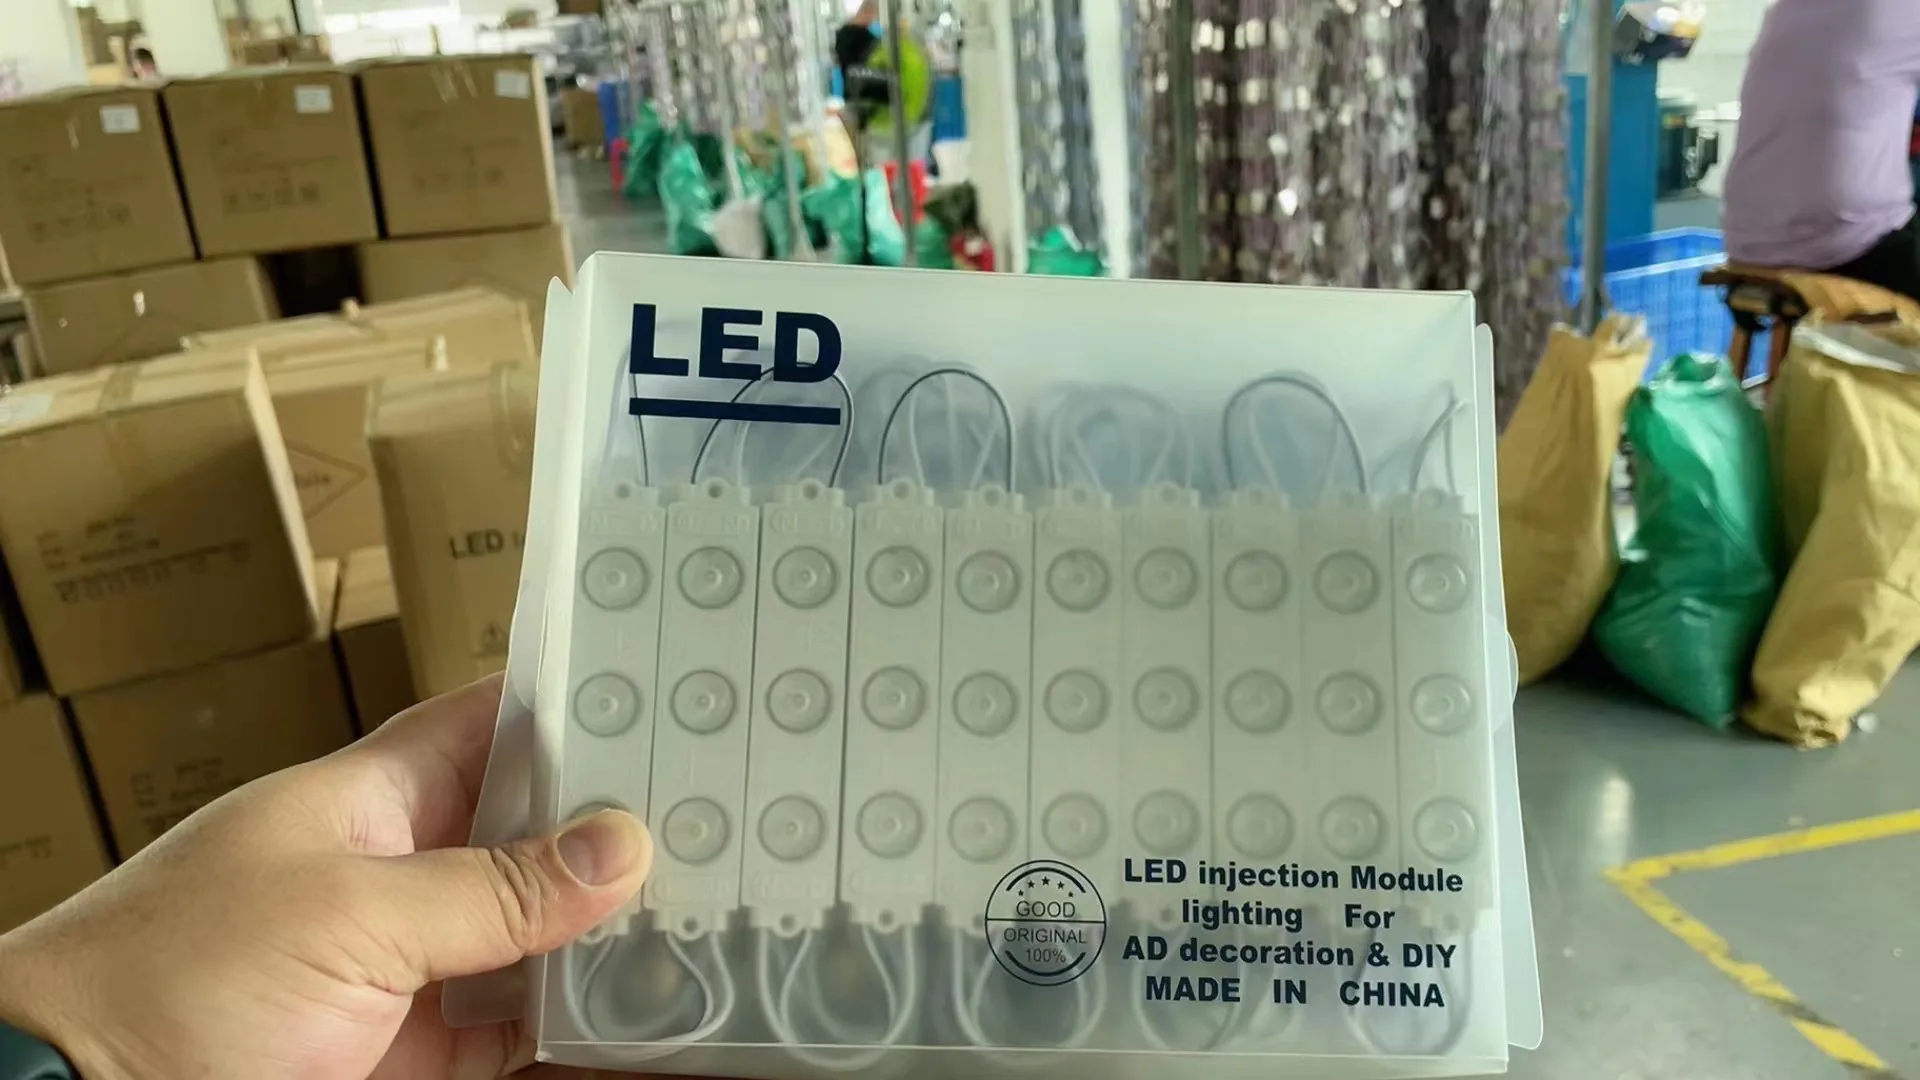 LED
LED
GOOD
ORIGINAL
100%
LED injection Module
lighting For
AD decoration & DIY
MADE IN CHINA